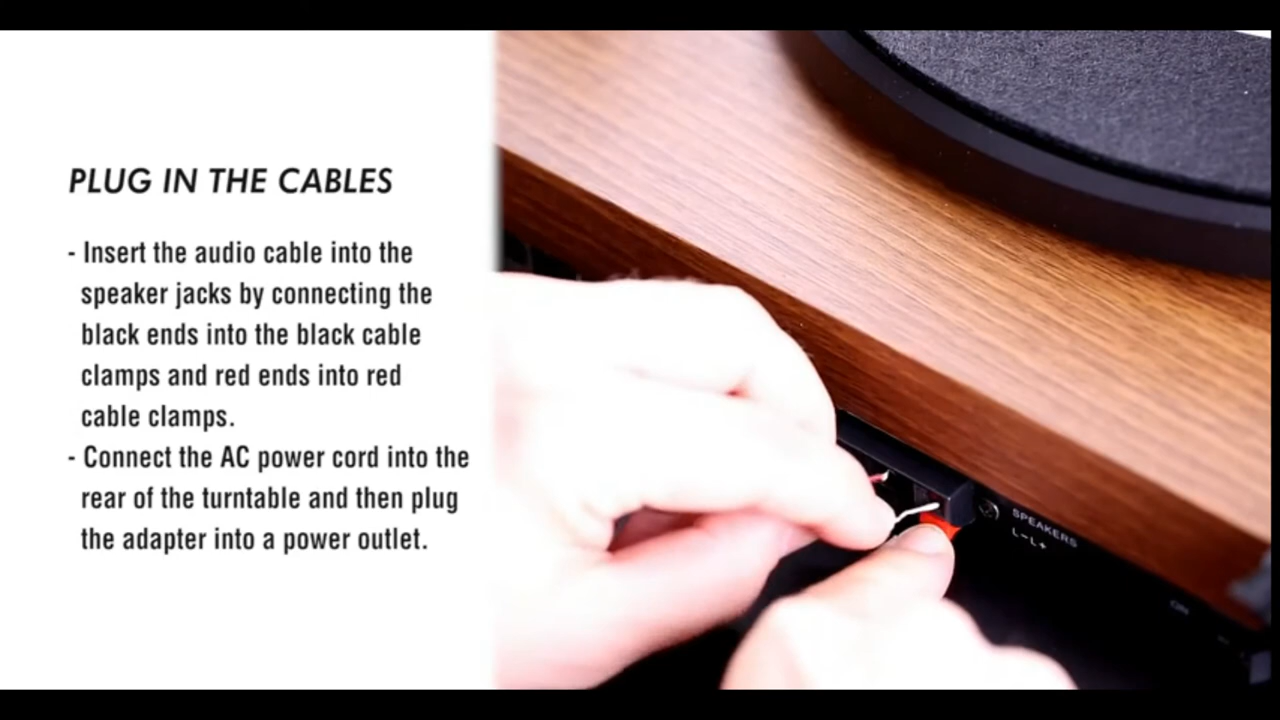 PLUG IN THE CABLES
- Insert the audio cable into the
speaker jacks by connecting the
black ends into the black cable
clamps and red ends into red
cable clamps.
- Connect the AC power cord into the
rear of the turntable and then plug
the adapter into a power outlet.
SPEAKERS
L- L+
ON